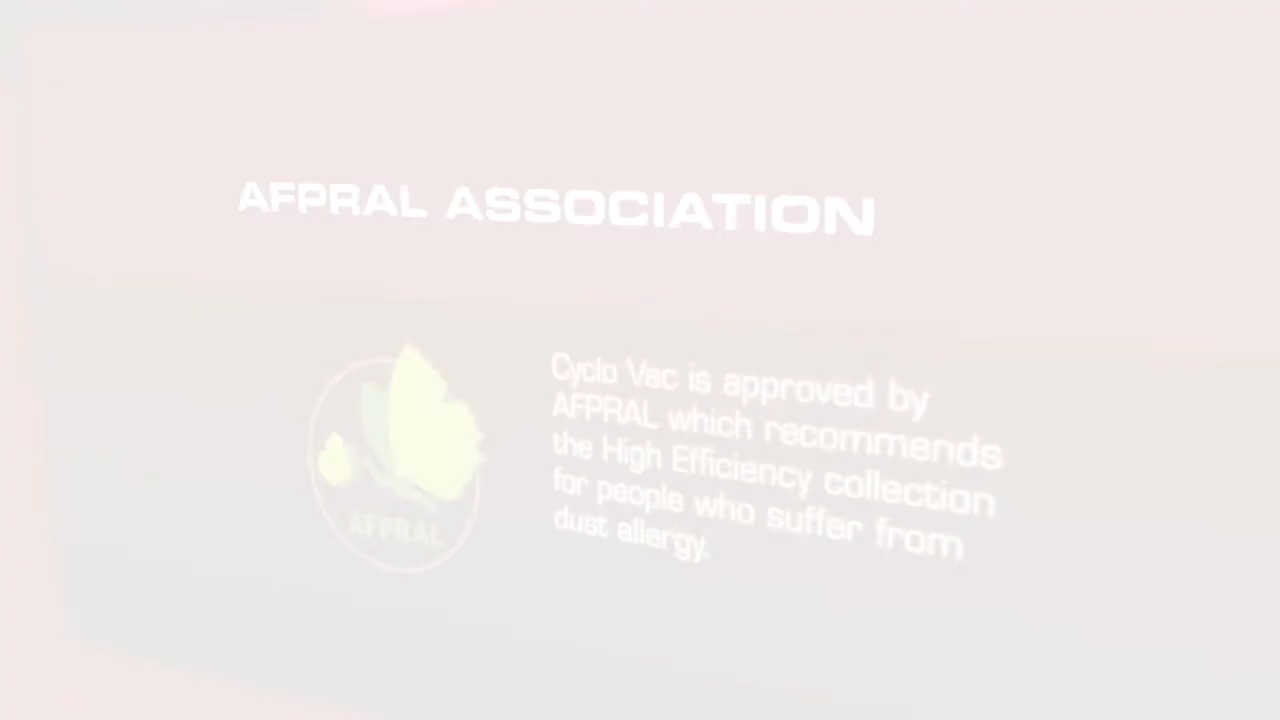 AFPRAL ASSOCIATION
Cyclo Vac is approved by
AFPRAL which recommends
the High Efficiency collection
for people who suffer from
dust allergy.
AFPRAL